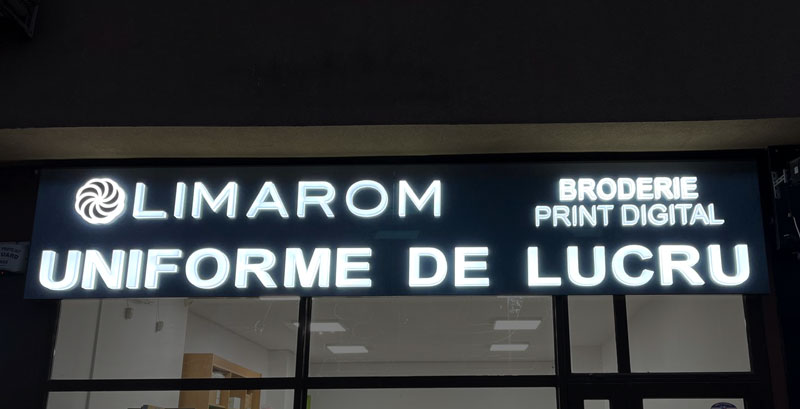 LIMAROM
BRODERIE
PRINT DIGITAL
UNIFORME DE LUCRU